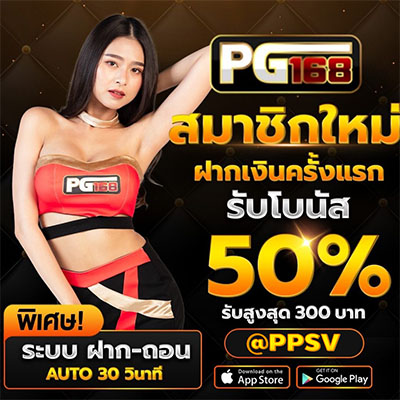 PG168
สมาชิกใหม่
ฝากเงินครั้งแรก
PG168
รับโบนัส
50%
รับสูงสุด 300 บาท
พิเศษ!
ระบบ ฝาก-ถอน
AUTO 30 วินาที
@PPSV
Download on the
App Store
GET IT ON
Google Play